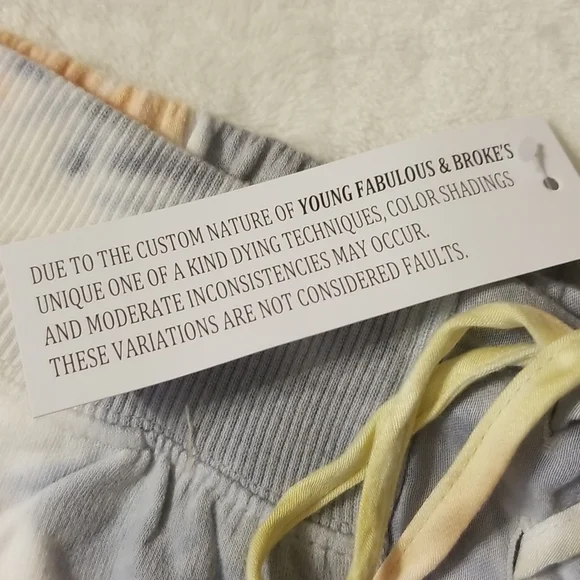 DUE TO THE CUSTOM NATURE OF YOUNG FABULOUS & BROKE'S
UNIQUE ONE OF A KIND DYING TECHNIQUES, COLOR SHADINGS
AND MODERATE INCONSISTENCIES MAY OCCUR.
THESE VARIATIONS ARE NOT CONSIDERED FAULTS.